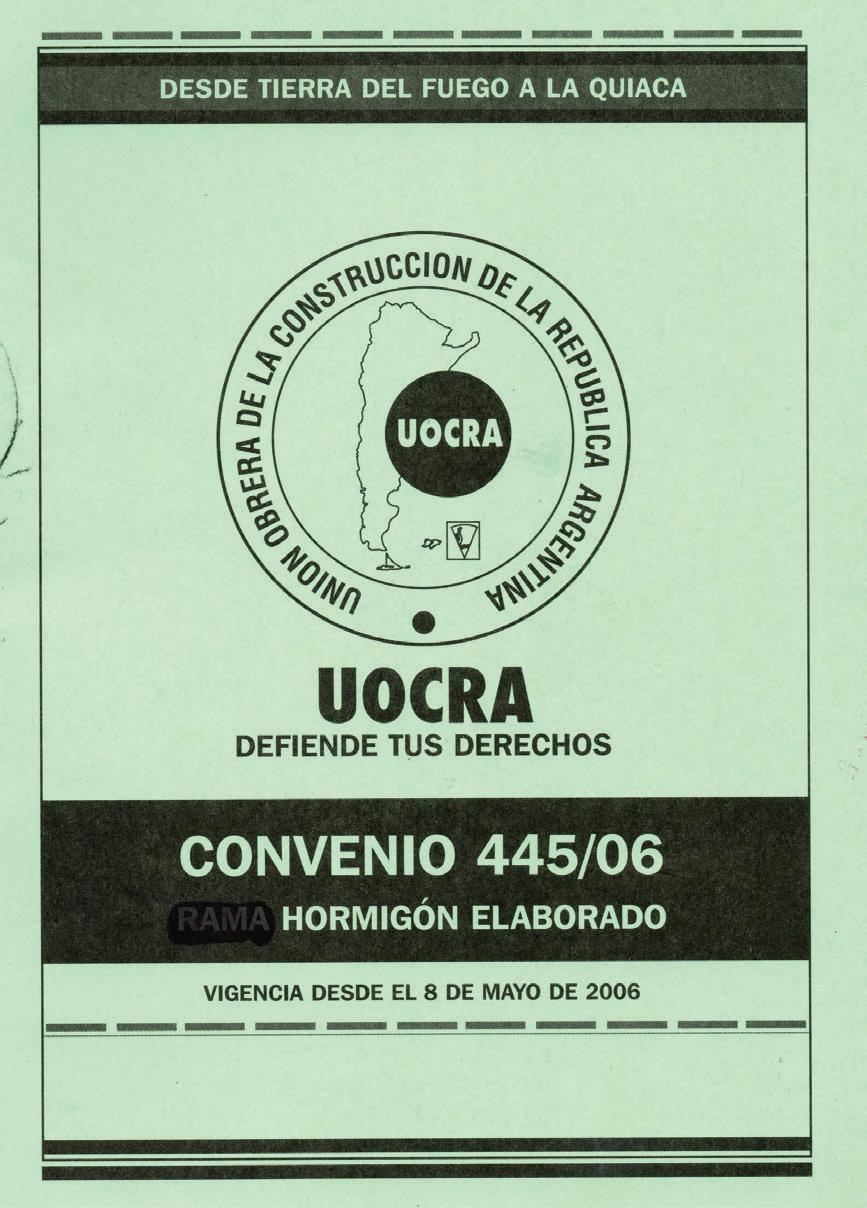 DESDE TIERRA DEL FUEGO A LA QUIACA
UNION OBRERA DE LA CONSTRUCCION DE LA REPUBLICA ARGENTINA
UOCRA
UOCRA
DEFIENDE TUS DERECHOS
CONVENIO 445/06
RAMA HORMIGÓN ELABORADO
VIGENCIA DESDE EL 8 DE MAYO DE 2006